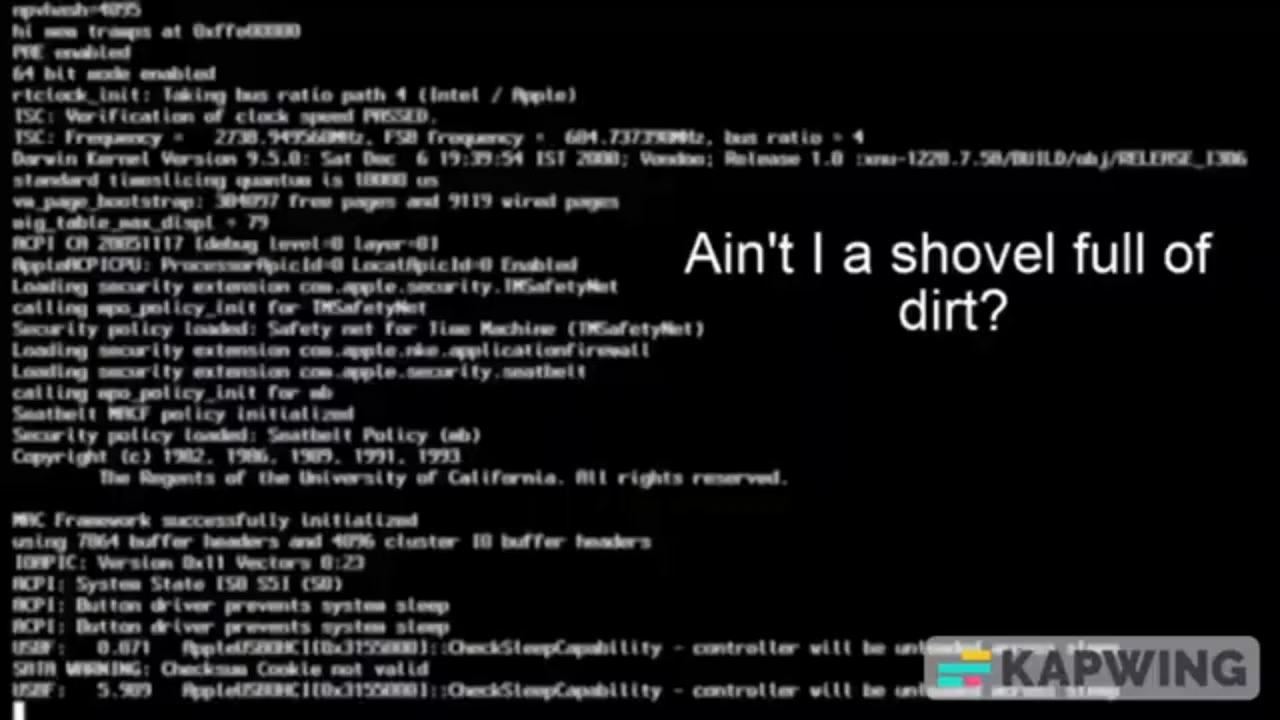 npvhash=4095
hi mem tramps at 0xffe00000
PAE enabled
64 bit mode enabled
rtclock_init: Taking bus ratio path 4 (Intel / Apple)
TSC: Verification of clock speed PASSED.
TSC: Frequency = 2738.949560MHz, FSB frequency = 684.737390MHz, bus ratio = 4
Darwin Kernel Version 9.5.0: Sat Dec 6 19:39:54 IST 2008; Voodoo; Release 1.0 :xnu-1228.7.58/BUILD/obj/RELEASE_I386
standard timeslicing quantum is 10000 us
vm_page_bootstrap: 304097 free pages and 9119 wired pages
mig_table_max_displ = 79
ACPI CA 20051117 [debug level=0 layer=0]
AppleACPICPU: ProcessorApicId=0 LocalApicId=0 Enabled
Loading security extension com.apple.security.TMSafetyNet
calling mpo_policy_init for TMSafetyNet
Security policy loaded: Safety net for Time Machine (TMSafetyNet)
Loading security extension com.apple.nke.applicationfirewall
Loading security extension com.apple.security.seatbelt
calling mpo_policy_init for mb
Seatbelt MACF policy initialized
Security policy loaded: Seatbelt Policy (mb)
Copyright (c) 1982, 1986, 1989, 1991, 1993
The Regents of the University of California. All rights reserved.
MAC Framework successfully initialized
using 7864 buffer headers and 4096 cluster IO buffer headers
IOAPIC: Version 0x11 Vectors 0:23
ACPI: System State [S0 S5] (S0)
ACPI: Button driver prevents system sleep
ACPI: Button driver prevents system sleep
USBF: 0.071 AppleUSBOHCI[0x3155000]::CheckSleepCapability - controller will be
SATA WARNING: Checksum Cookie not valid
USBF: 5.909 AppleUSBOHCI[0x3155000]::CheckSleepCapability - controller will be
Ain't I a shovel full of
dirt?
KAPWING